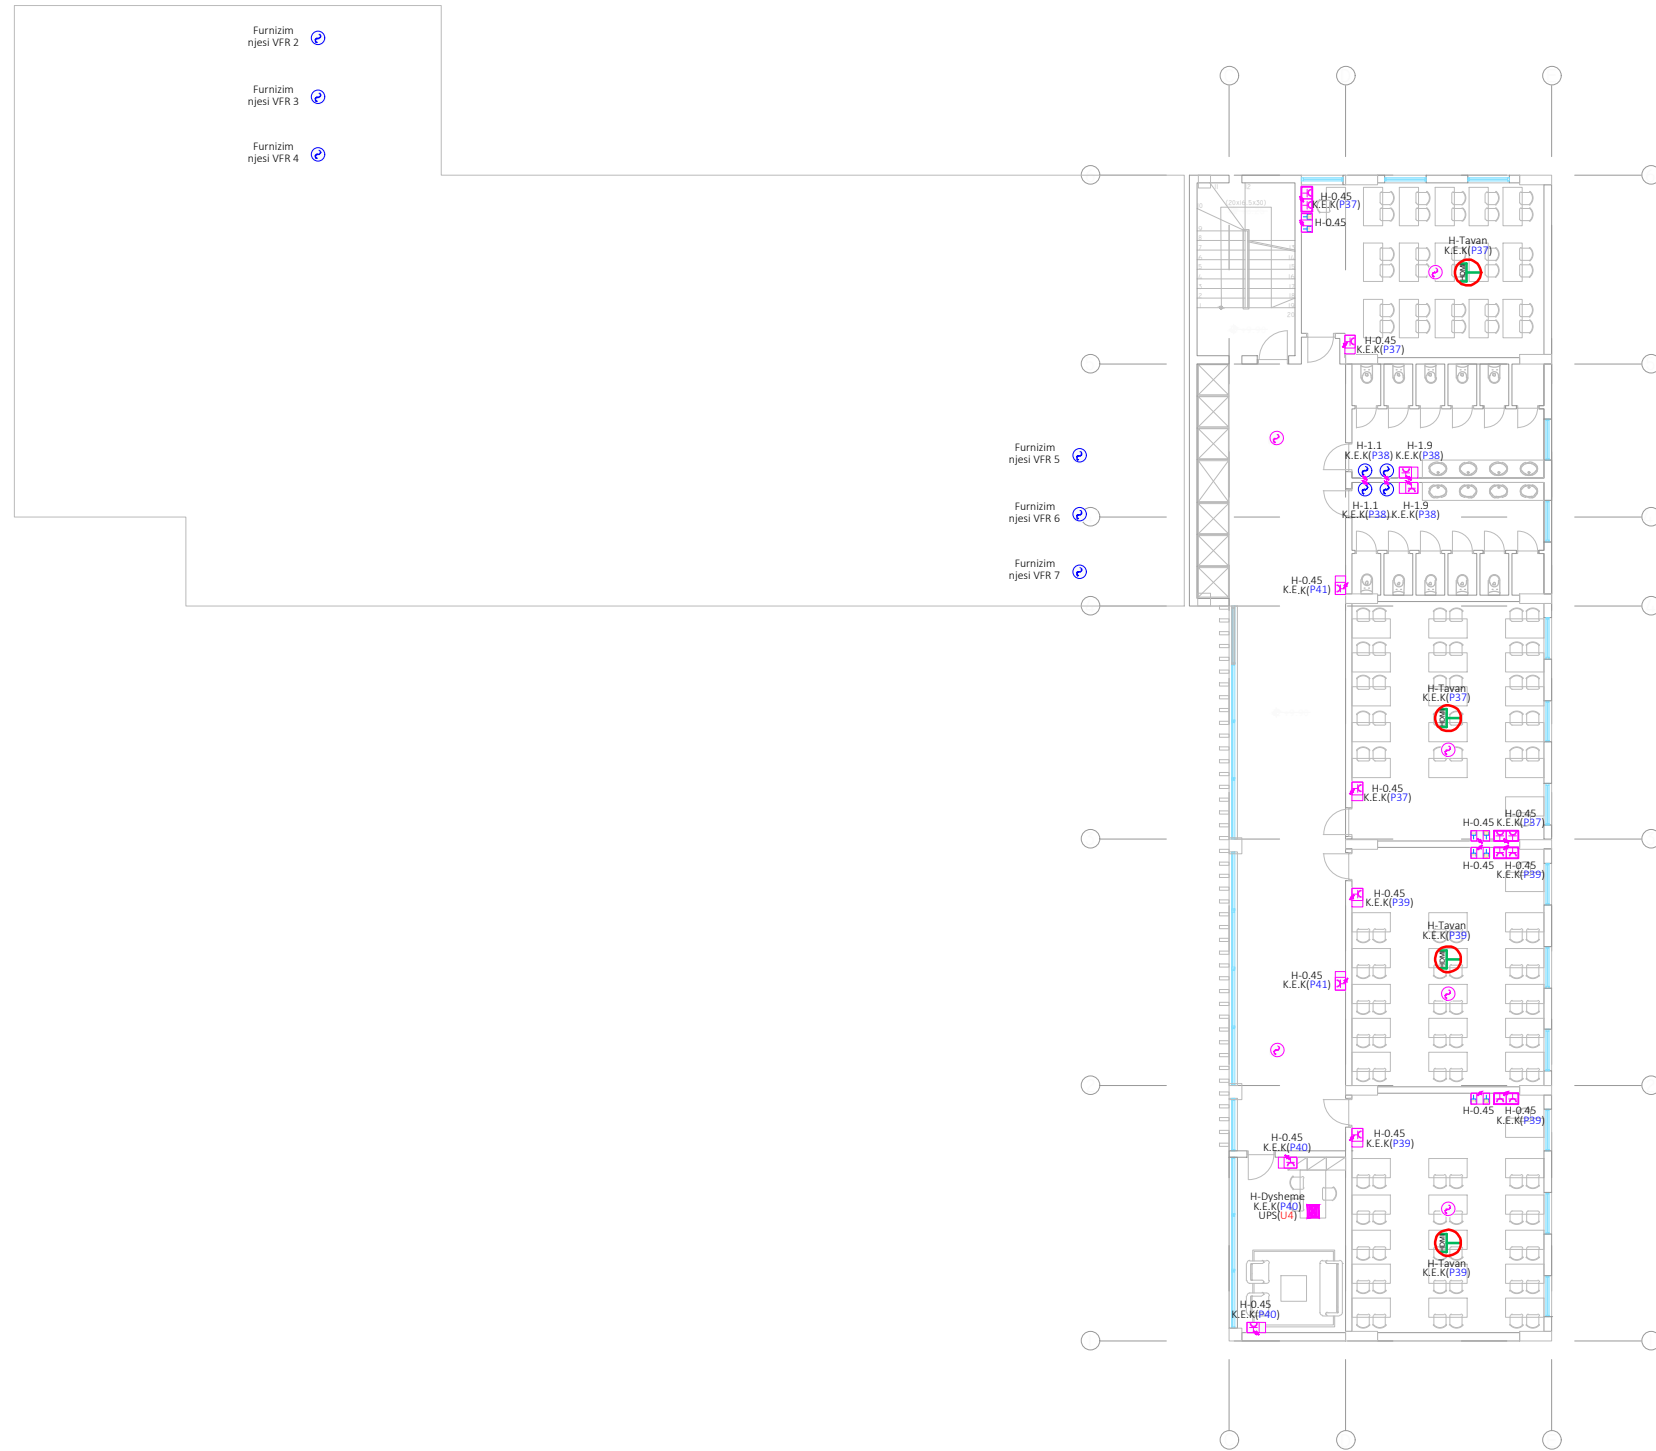 Furnizim
njesi VFR 2
Furnizim
njesi VFR 3
Furnizim
njesi VFR 4
H-0.45
K.E.K(P37)
H-0.45
H-Tavan
K.E.K(P37)
H-0.45
K.E.K(P37)
Furnizim
njesi VFR 5
Furnizim
njesi VFR 6
Furnizim
njesi VFR 7
H-1.1
K.E.K(P38)
H-1.9
K.E.K(P38)
H-1.1
K.E.K(P38)
H-1.9
K.E.K(P38)
H-0.45
K.E.K(P41)
H-Tavan
K.E.K(P37)
H-0.45
K.E.K(P37)
H-0.45
H-0.45
K.E.K(P37)
H-0.45
H-0.45
K.E.K(P39)
H-0.45
K.E.K(P39)
H-Tavan
K.E.K(P39)
H-0.45
K.E.K(P41)
H-0.45
H-0.45
K.E.K(P39)
H-0.45
K.E.K(P39)
H-0.45
K.E.K(P40)
H-Dysheme
K.E.K(P40)
UPS(U4)
H-Tavan
K.E.K(P39)
H-0.45
K.E.K(P40)